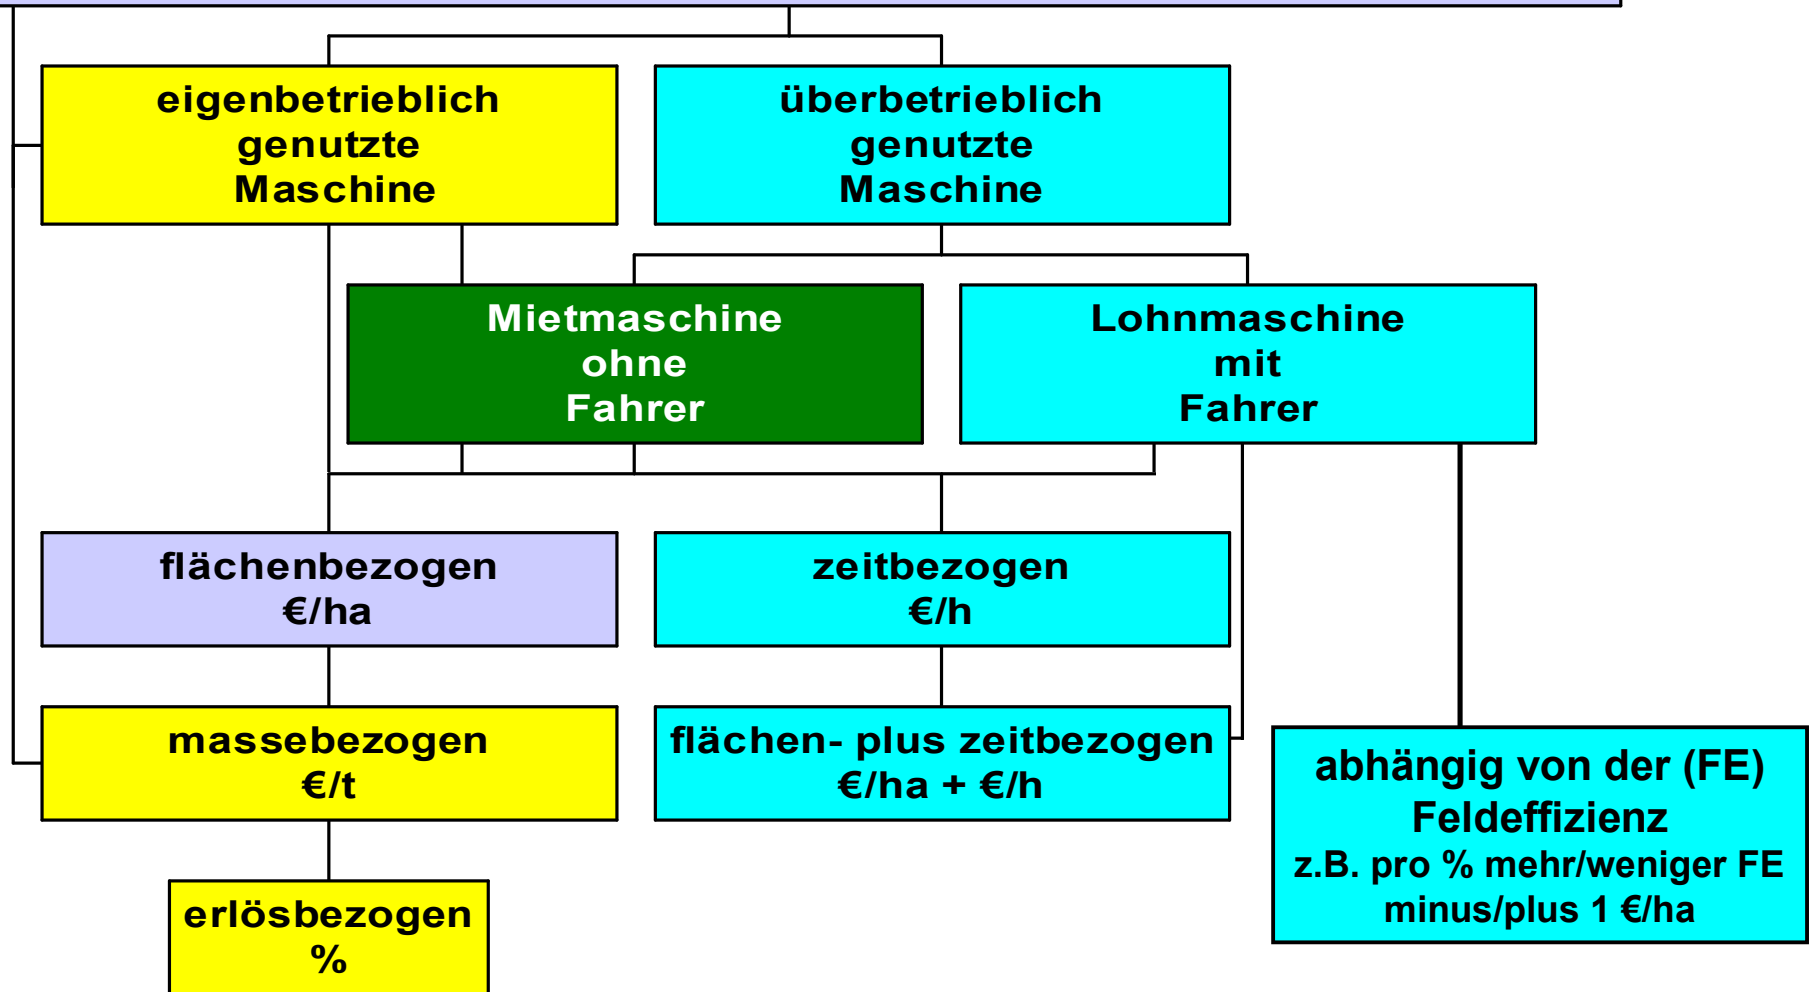 eigenbetrieblich
genutzte
Maschine
überbetrieblich
genutzte
Maschine
Mietmaschine
ohne
Fahrer
Lohnmaschine
mit
Fahrer
flächenbezogen
€/ha
zeitbezogen
€/h
massebezogen
€/t
flächen- plus zeitbezogen
€/ha + €/h
abhängig von der (FE)
Feldeffizienz
z.B. pro % mehr/weniger FE
minus/plus 1 €/ha
erlösbezogen
%